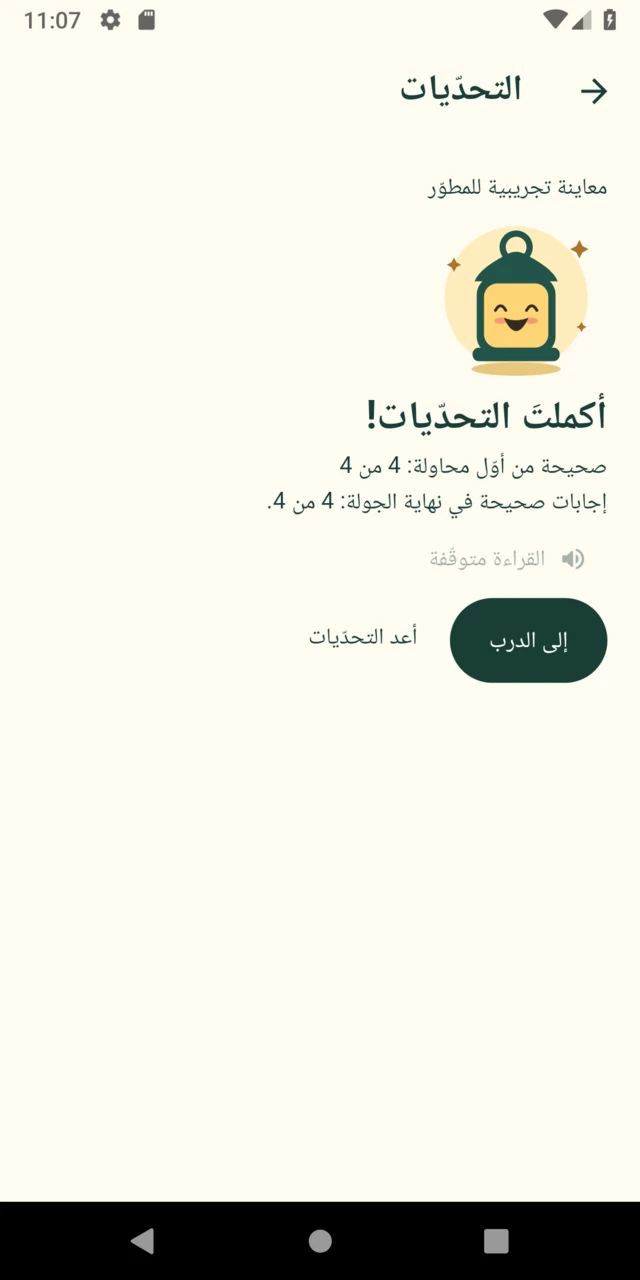 11:07
التحدّيات
معاينة تجريبية للمطوّر
أكملتَ التحدّيات!
صحيحة من أوّل محاولة: 4 من 4
إجابات صحيحة في نهاية الجولة: 4 من 4.
القراءة متوقّفة
إلى الدرب
أعد التحدّيات